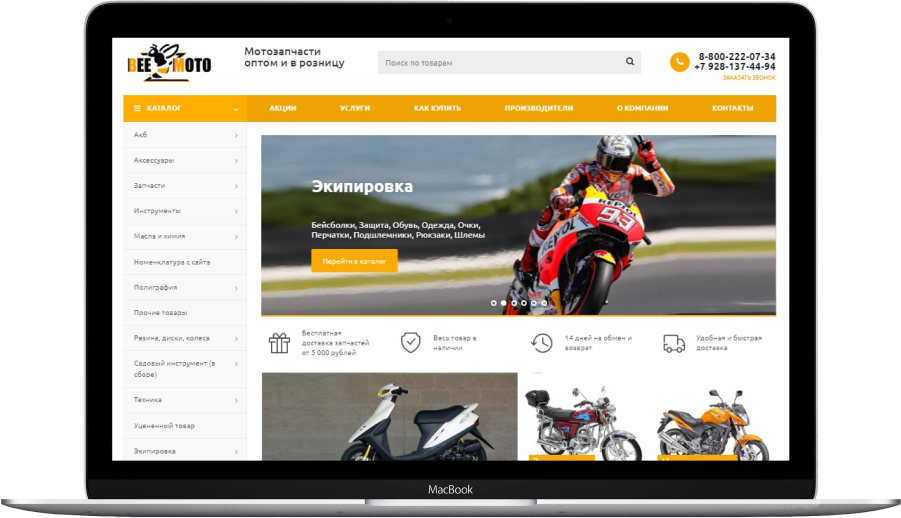 BEE MOTO
Мотозапчасти
оптом и в розницу
Поиск по товарам
8-800-222-07-34
+7 928-137-44-94
ЗАКАЗАТЬ ЗВОНОК
КАТАЛОГ
АКЦИИ
УСЛУГИ
КАК КУПИТЬ
ПРОИЗВОДИТЕЛИ
О КОМПАНИИ
КОНТАКТЫ
Акб
Аксессуары
Запчасти
Инструменты
Масла и химия
Номенклатура с сайта
Полиграфия
Прочие товары
Резина, диски, колеса
Садовый инструмент (в
сборе)
Техника
Уцененный товар
Экипировка
Экипировка
Бейсболки, Защита, Обувь, Одежда, Очки,
Перчатки, Подшлемники, Рюкзаки, Шлемы
Перейти в каталог
REPSOL
93
REPSOL
Бесплатная
доставка запчастей
от 5 000 рублей
Весь товар в
наличии
14 дней на обмен и
возврат
Удобная и быстрая
доставка
MacBook